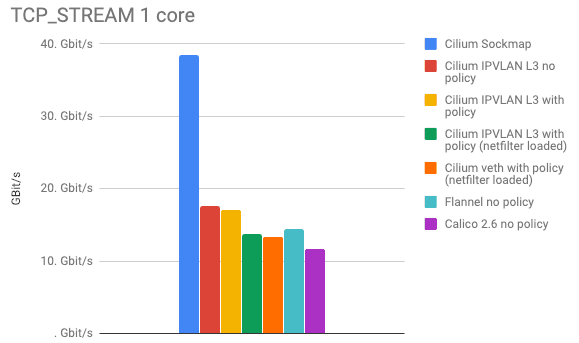 TCP_STREAM 1 core
40. Gbit/s
30. Gbit/s
20. Gbit/s
10. Gbit/s
. Gbit/s
GBit/s
Cilium Sockmap
Cilium IPVLAN L3 no
policy
Cilium IPVLAN L3 with
policy
Cilium IPVLAN L3 with
policy (netfilter loaded)
Cilium veth with policy
(netfilter loaded)
Flannel no policy
Calico 2.6 no policy